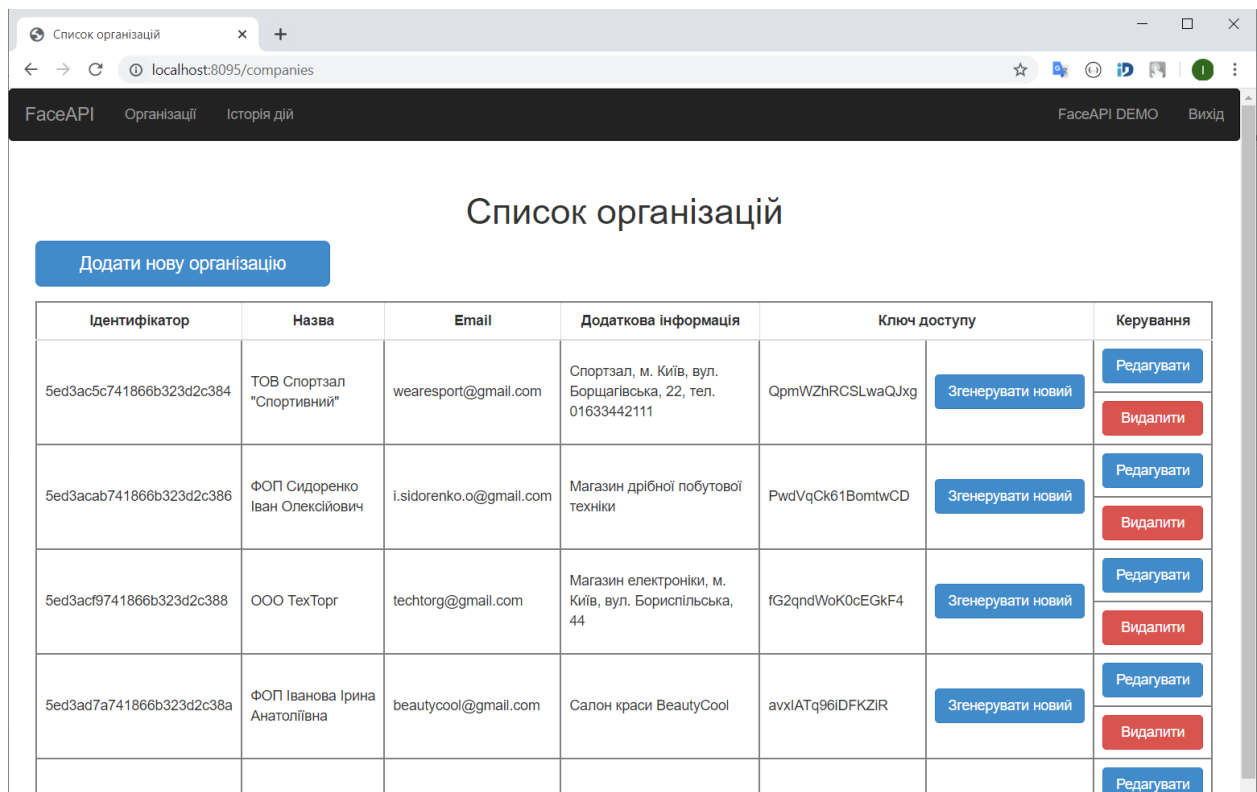 Список організацій
localhost:8095/companies
FaceAPI Організації Історія дій FaceAPI DEMO Вихід
Список організацій
Додати нову організацію
Ідентифікатор Назва Email Додаткова інформація Ключ доступу Керування
5ed3ac5c741866b323d2c384
ТОВ Спортзал
"Спортивний"
wearesport@gmail.com
Спортзал, м. Київ, вул.
Борщагівська, 22, тел.
01633442111
QpmWZhRCSLwaQJxg
Згенерувати новий
Редагувати
Видалити
5ed3acab741866b323d2c386
ФОП Сидоренко
Іван Олексійович
i.sidorenko.o@gmail.com
Магазин дрібної побутової
техніки
PwdVqCk61BomtwCD
Згенерувати новий
Редагувати
Видалити
5ed3acf9741866b323d2c388
ООО ТехТорг
techtorg@gmail.com
Магазин електроніки, м.
Київ, вул. Бориспільська,
44
fG2qndWoK0cEGkF4
Згенерувати новий
Редагувати
Видалити
5ed3ad7a741866b323d2c38a
ФОП Іванова Ірина
Анатоліївна
beautycool@gmail.com
Салон краси BeautyCool
avxIATq96iDFKZiR
Згенерувати новий
Редагувати
Видалити
Редагувати